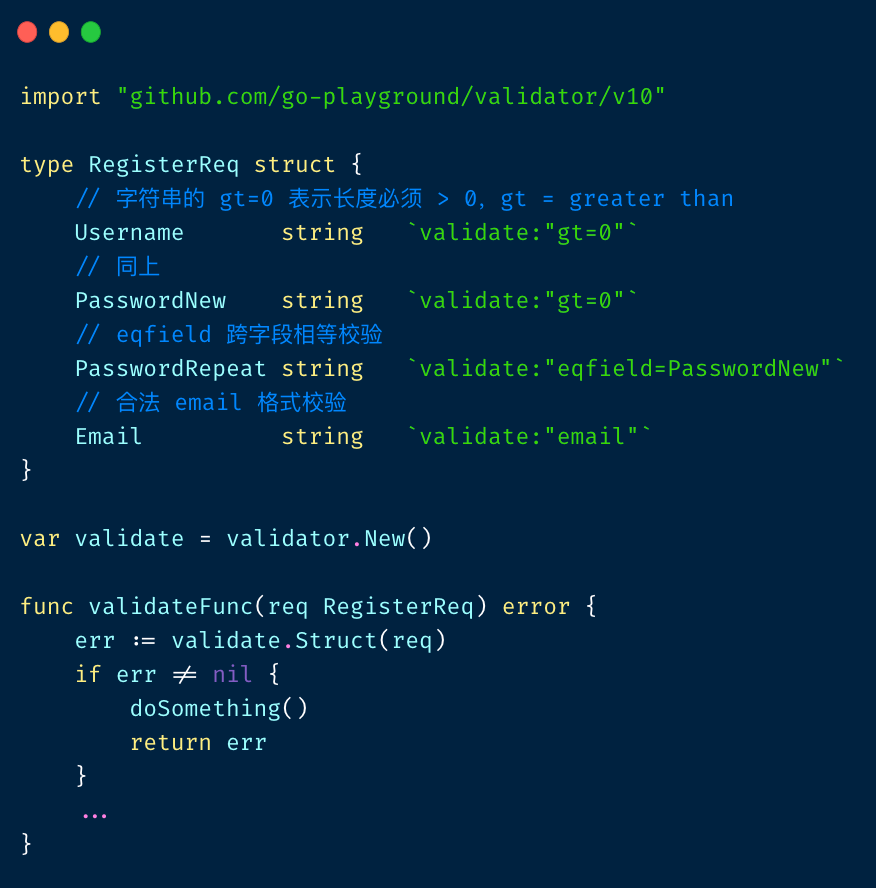 import "github.com/go-playground/validator/v10"

type RegisterReq struct {
    // 字符串的 gt=0 表示长度必须 > 0，gt = greater than
    Username       string   `validate:"gt=0"`
    // 同上
    PasswordNew    string   `validate:"gt=0"`
    // eqfield 跨字段相等校验
    PasswordRepeat string   `validate:"eqfield=PasswordNew"`
    // 合法 email 格式校验
    Email          string   `validate:"email"`
}

var validate = validator.New()

func validateFunc(req RegisterReq) error {
    err := validate.Struct(req)
    if err != nil {
        doSomething()
        return err
    }
    ...
}